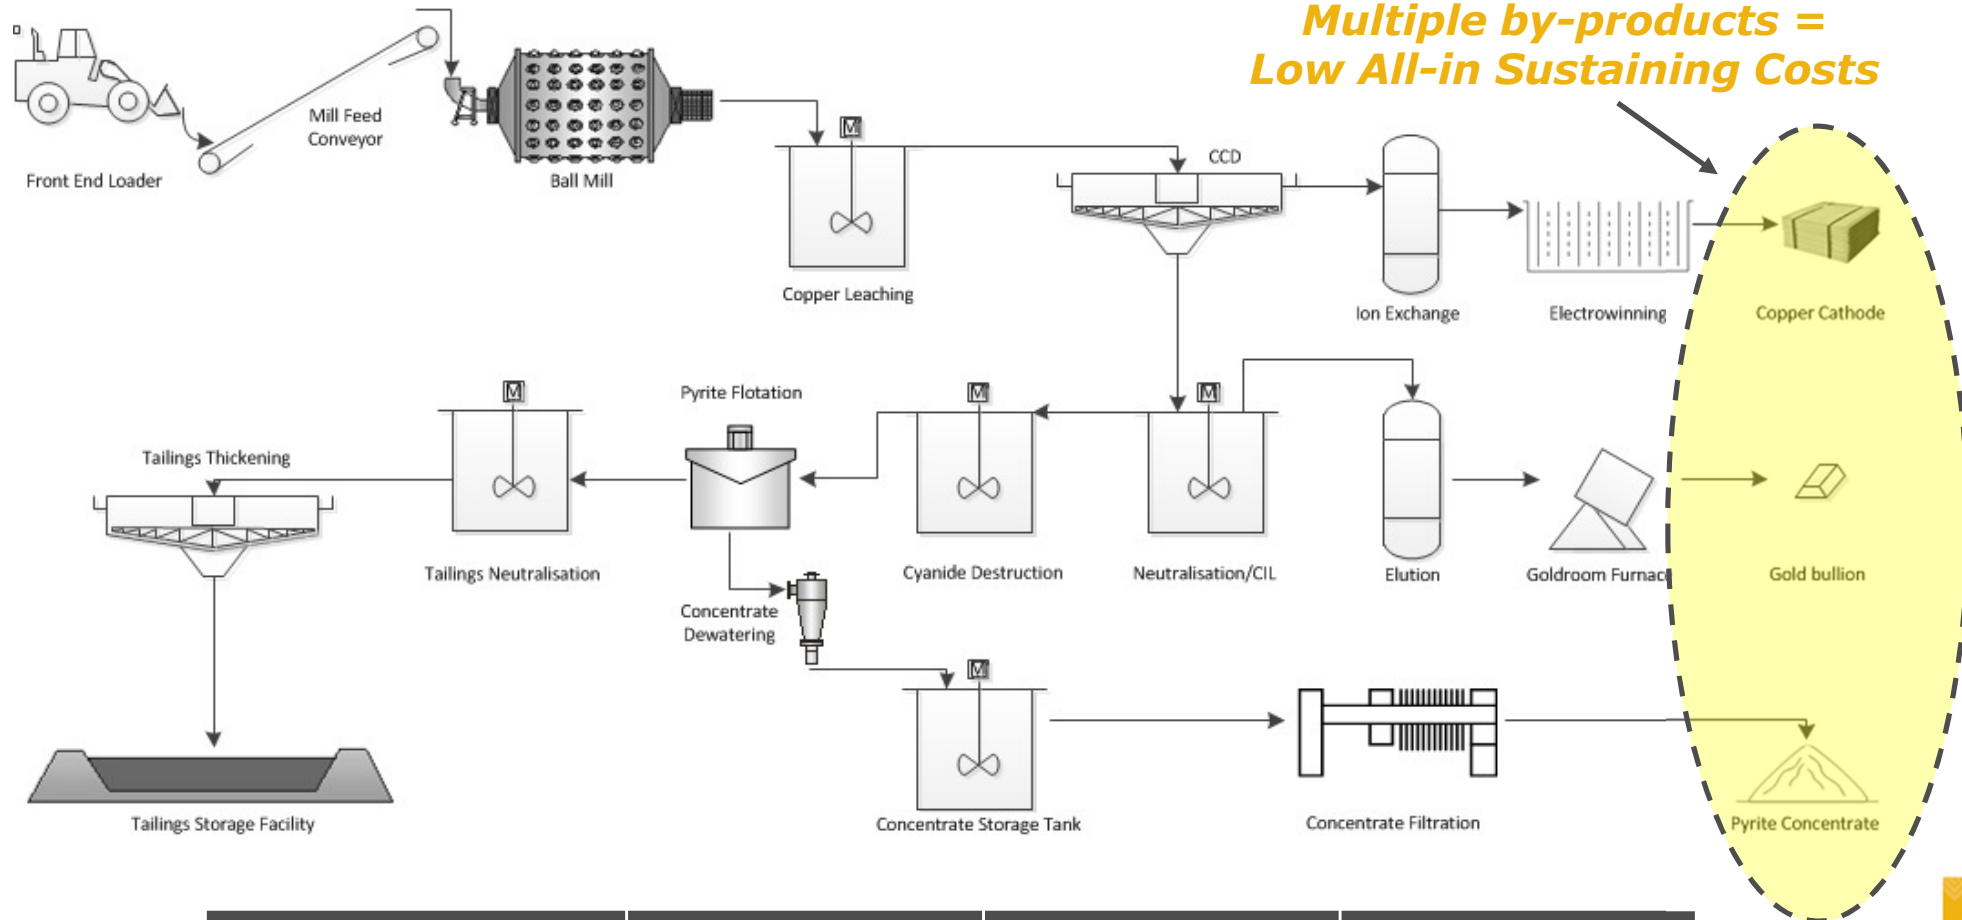 Multiple by-products =
Low All-in Sustaining Costs
Mill Feed
Conveyor
Front End Loader
Ball Mill
M
Copper Leaching
CCD
Ion Exchange
Electrowinning
Copper Cathode
Tailings Thickening
M
Tailings Neutralisation
Pyrite Flotation
M
Cyanide Destruction
M
Neutralisation/CIL
Elution
Goldroom Furnace
Gold bullion
Concentrate
Dewatering
M
Concentrate Storage Tank
Concentrate Filtration
Pyrite Concentrate
Tailings Storage Facility